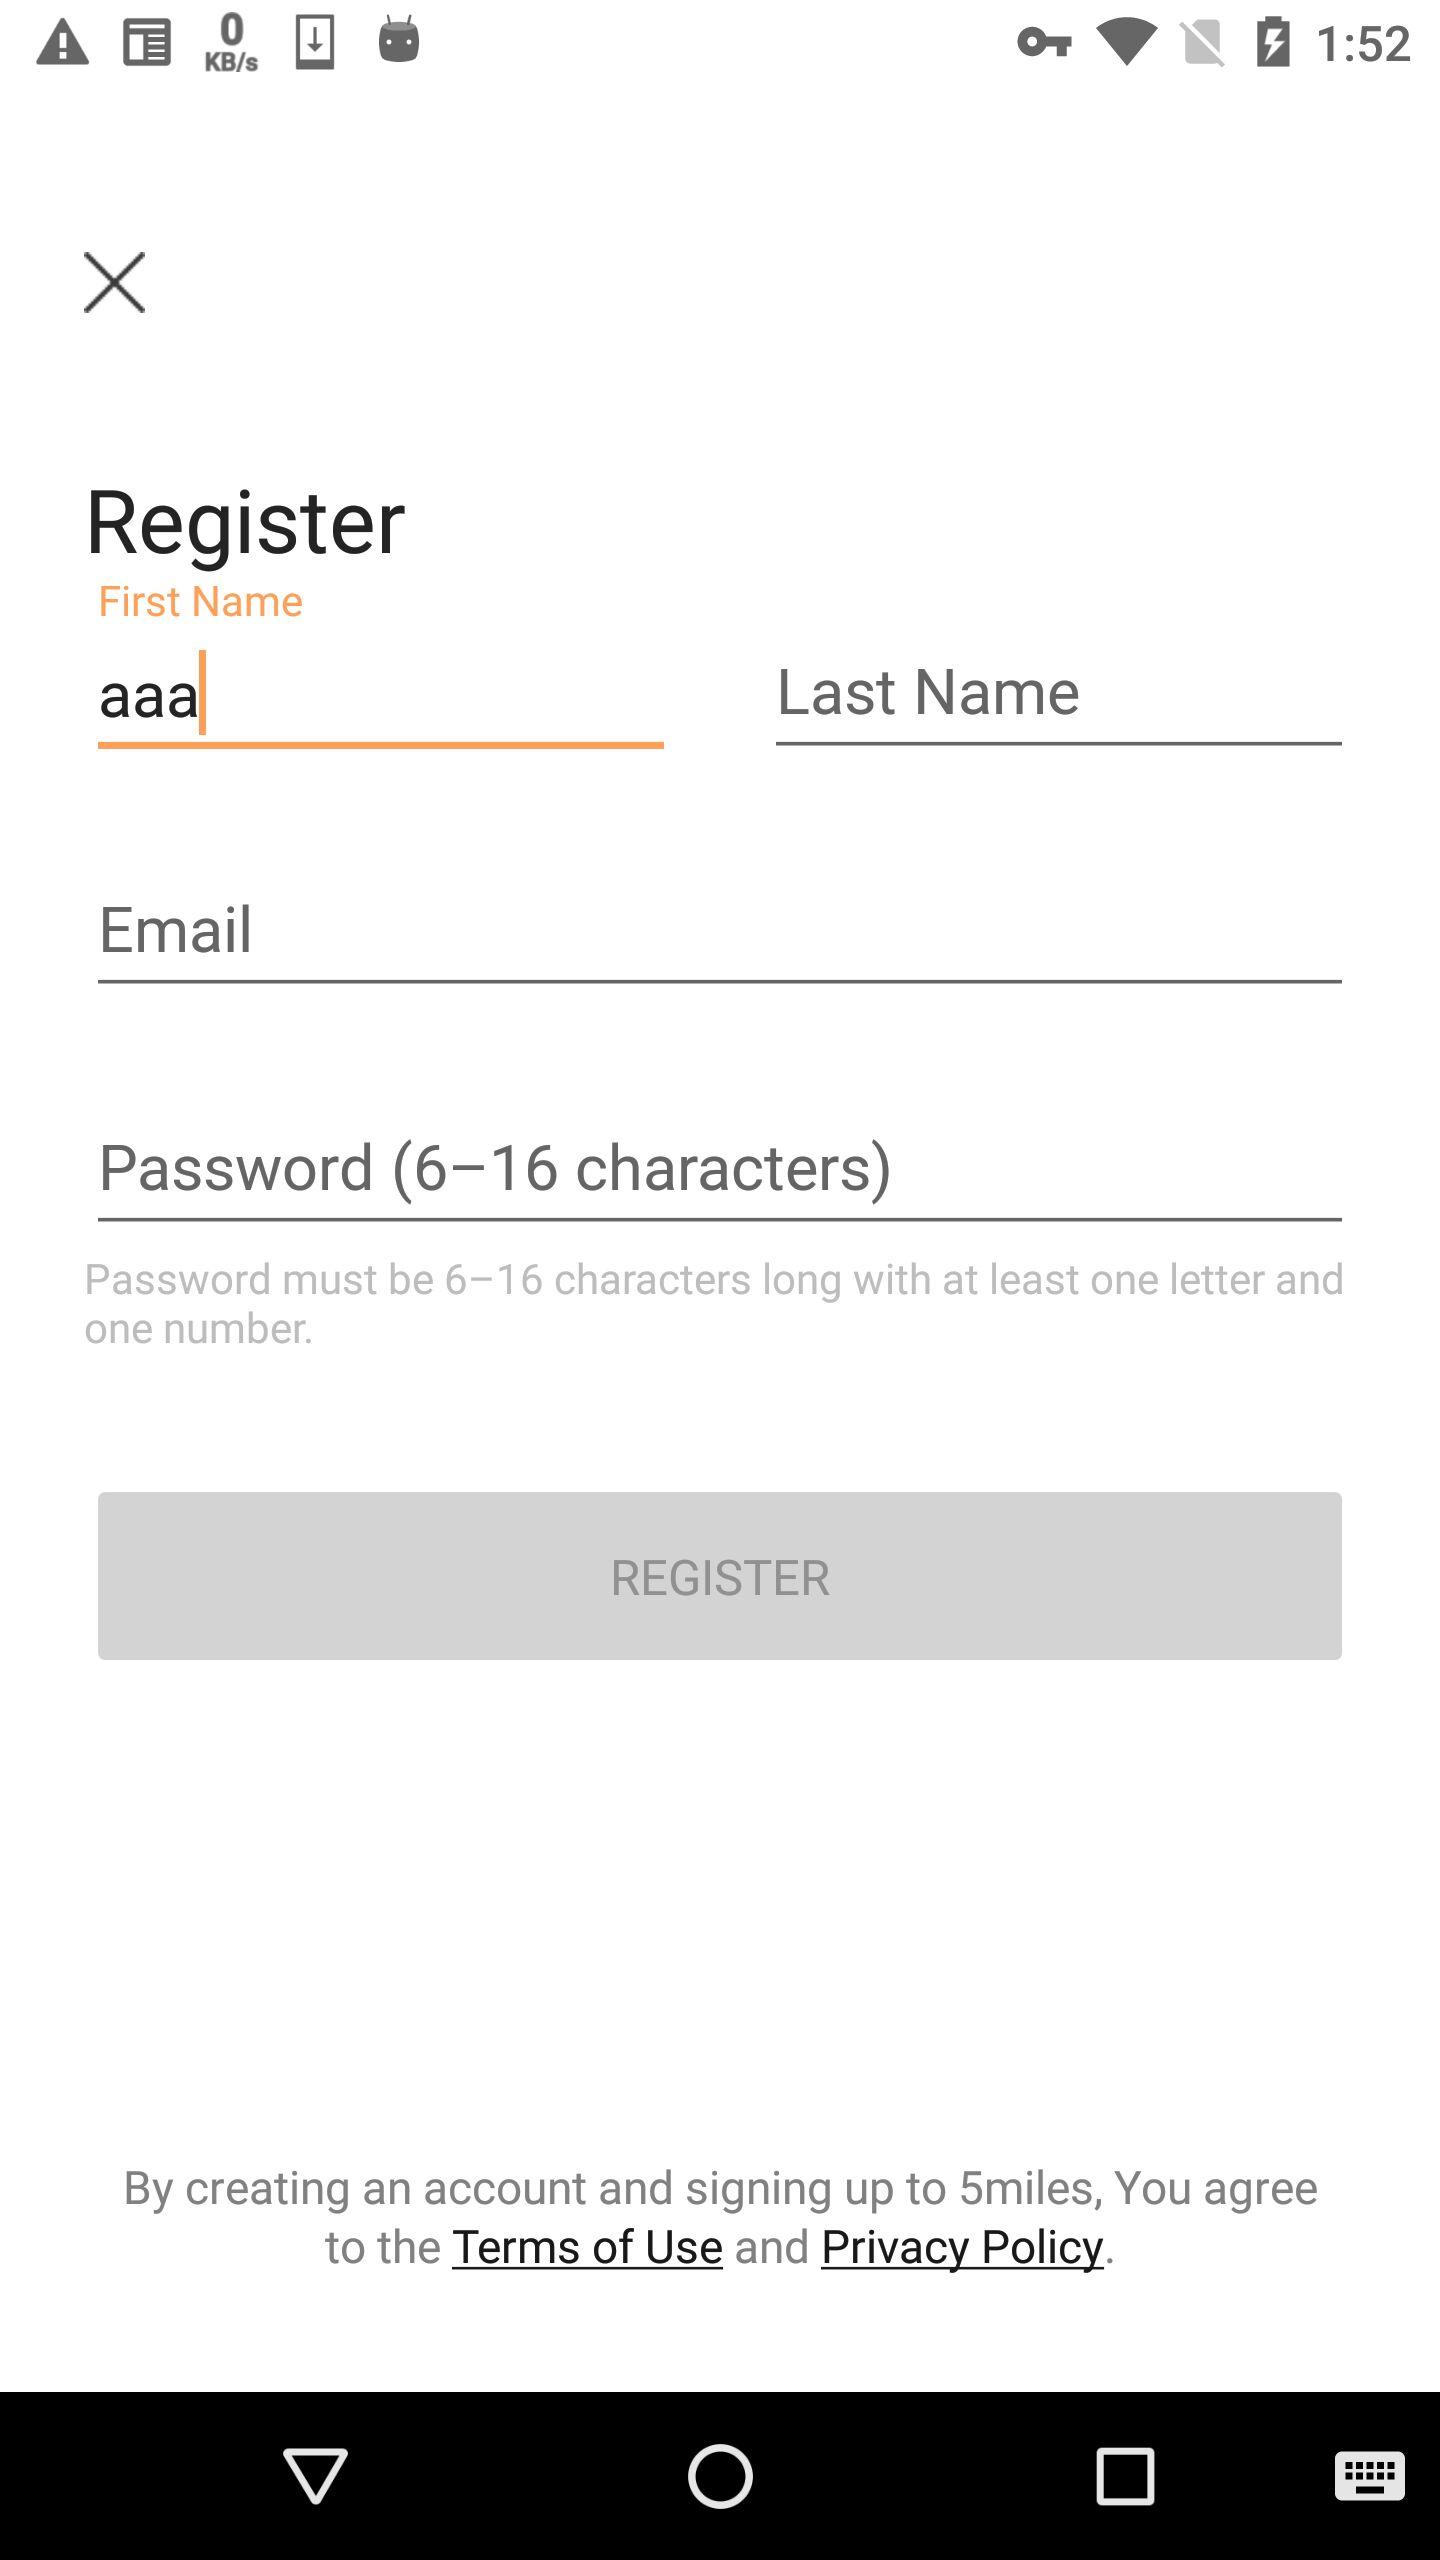 0
KB/s
1:52
Register
First Name
aaa
Last Name
Email
Password (6–16 characters)
Password must be 6–16 characters long with at least one letter and
one number.
REGISTER
By creating an account and signing up to 5miles, You agree
to the Terms of Use and Privacy Policy.